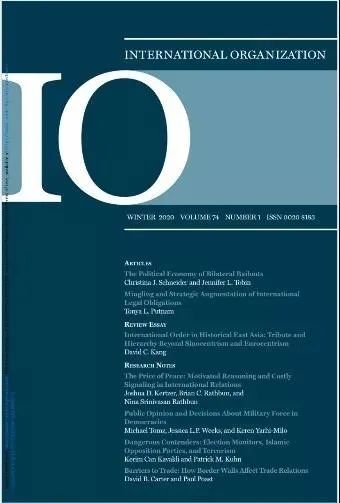 INTERNATIONAL ORGANIZATION
IO
WINTER 2020 VOLUME 74 NUMBER 1 ISSN 0020 8183
ARTICLES
The Political Economy of Bilateral Bailouts
Christina J. Schneider and Jennifer L. Tobin
Mingling and Strategic Augmentation of International
Legal Obligations
Tonya L. Putnam
REVIEW ESSAY
International Order in Historical East Asia: Tribute and
Hierarchy Beyond Sinocentrism and Eurocentrism
David C. Kang
RESEARCH NOTES
The Price of Peace: Motivated Reasoning and Costly
Signaling in International Relations
Joshua D. Kertzer, Brian C. Rathbun, and
Nina Srinivasan Rathbun
Public Opinion and Decisions About Military Force in
Democracies
Michael Tomz, Jessica L.P. Weeks, and Keren Yarhi-Milo
Dangerous Contenders: Election Monitors, Islamic
Opposition Parties, and Terrorism
Kerim Can Kavakli and Patrick M. Kuhn
Barriers to Trade: How Border Walls Affect Trade Relations
David B. Carter and Paul Poast